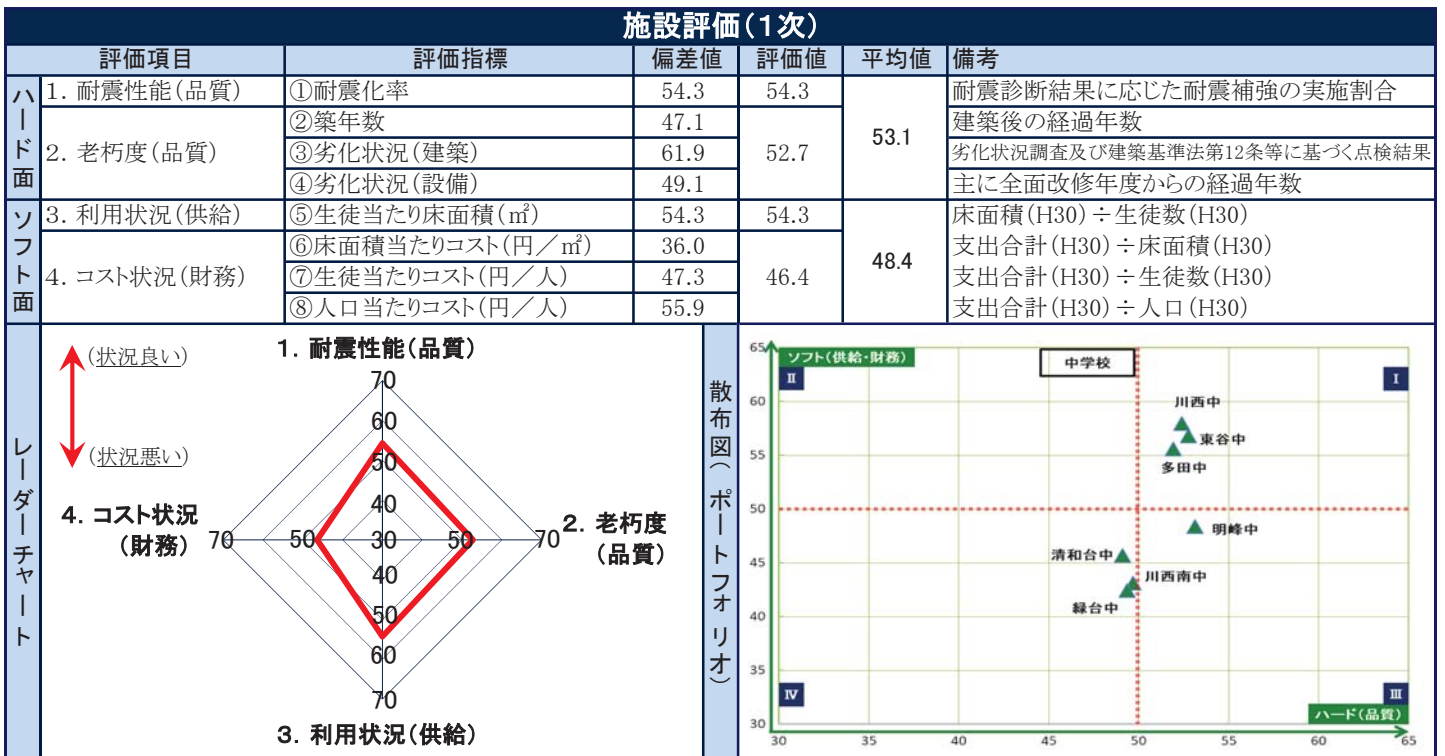 施設評価(1次)
評価項目 評価指標 偏差値 評価値 平均値 備考
ハード面
1. 耐震性能(品質) ①耐震化率 54.3 54.3 53.1 耐震診断結果に応じた耐震補強の実施割合
2. 老朽度(品質) ②築年数 47.1 52.7 建築後の経過年数
③劣化状況(建築) 61.9 劣化状況調査及び建築基準法第12条等に基づく点検結果
④劣化状況(設備) 49.1 主に全面改修年度からの経過年数
ソフト面
3. 利用状況(供給) ⑤生徒当たり床面積(㎡) 54.3 54.3 48.4 床面積(H30)÷生徒数(H30)
4. コスト状況(財務) ⑥床面積当たりコスト(円/㎡) 36.0 46.4 支出合計(H30)÷床面積(H30)
⑦生徒当たりコスト(円/人) 47.3 支出合計(H30)÷生徒数(H30)
⑧人口当たりコスト(円/人) 55.9 支出合計(H30)÷人口(H30)
レーダーチャート
(状況良い)
(状況悪い)
1. 耐震性能(品質)
70
60
50
40
4. コスト状況
(財務)
70 50 30 50 70
2. 老朽度
(品質)
40
50
60
70
3. 利用状況(供給)
散布図(ポートフォリオ)
ソフト(供給・財務)
中学校
Ⅱ
Ⅰ
川西中
東谷中
多田中
明峰中
清和台中
川西南中
緑台中
Ⅳ
Ⅲ
ハード(品質)
65
60
55
50
45
40
35
30
30 35 40 45 50 55 60 65